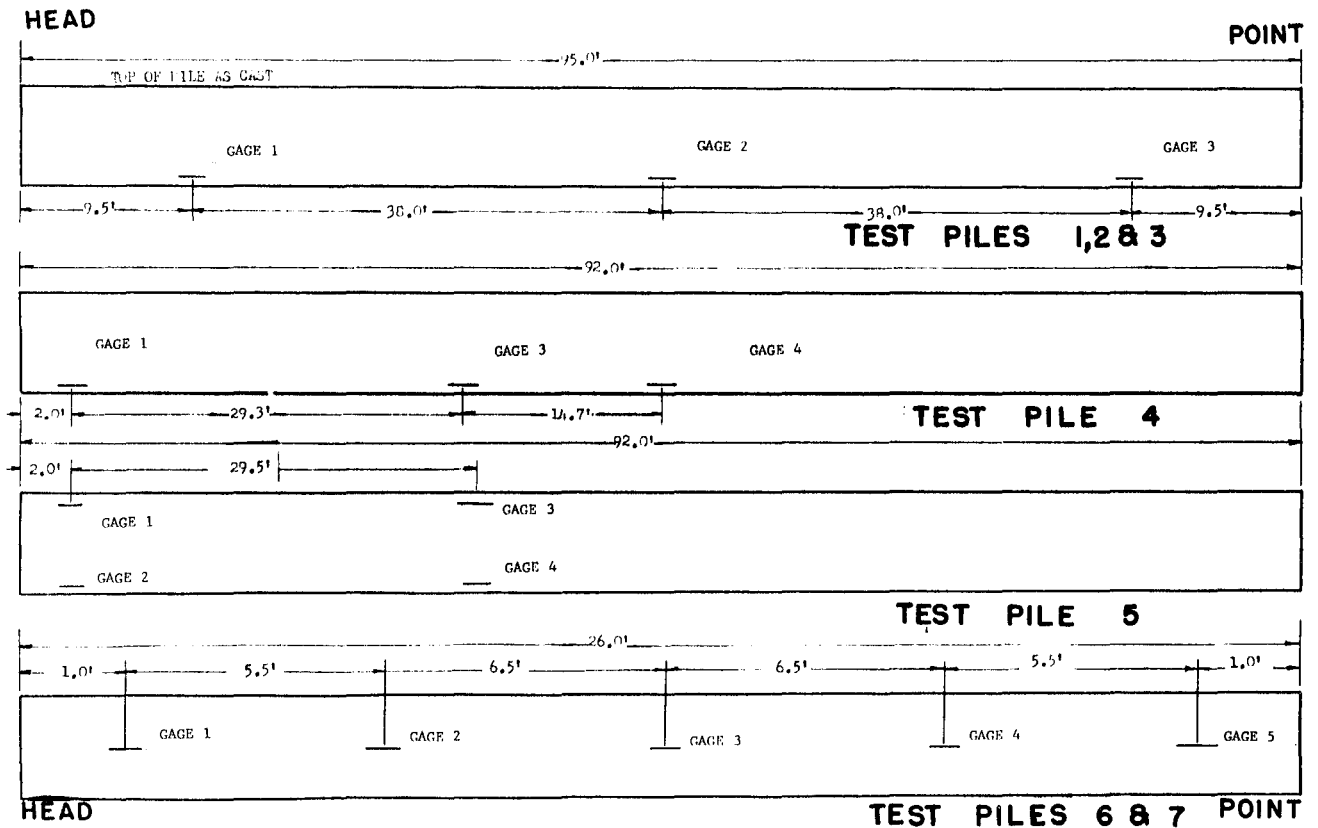 HEAD
POINT
95.0'
TOP OF PILE AS CAST
GAGE 1
GAGE 2
GAGE 3
9.5'
38.0'
38.0'
9.5'
TEST PILES 1,2 & 3
92.0'
GAGE 1
GAGE 3
GAGE 4
2.0'
29.3'
14.7'
TEST PILE 4
92.0'
2.0'
29.5'
GAGE 1
GAGE 3
GAGE 2
GAGE 4
TEST PILE 5
26.0'
1.0'
5.5'
6.5'
6.5'
5.5'
1.0'
GAGE 1
GAGE 2
GAGE 3
GAGE 4
GAGE 5
HEAD
TEST PILES 6 & 7
POINT